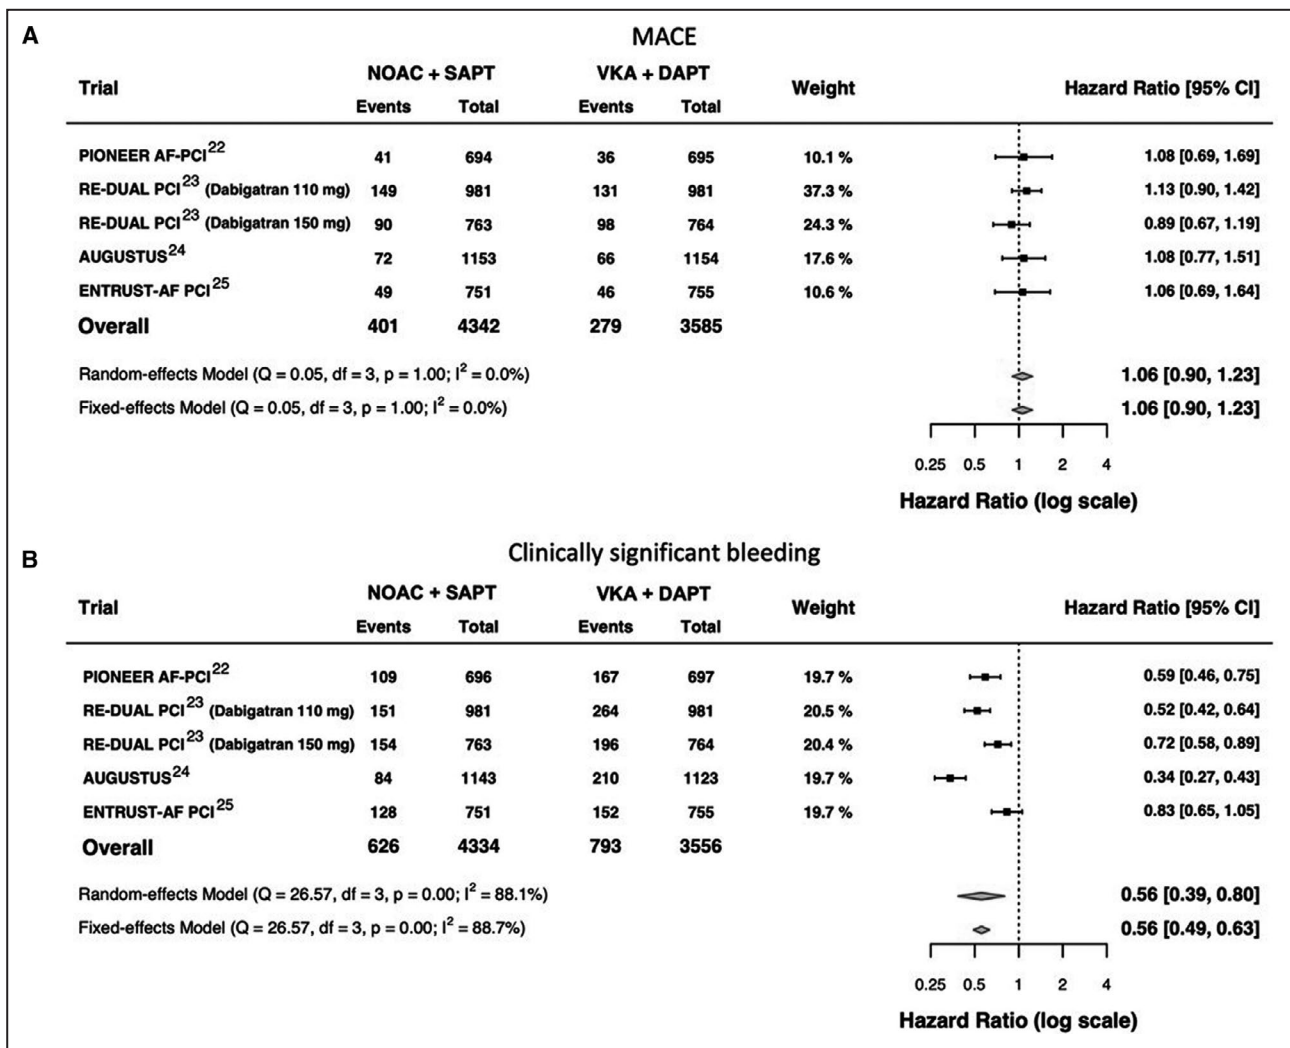 A
MACE
Trial NOAC + SAPT VKA + DAPT Weight Hazard Ratio [95% CI]
Events Total Events Total
PIONEER AF-PCI22 41 694 36 695 10.1 % 1.08 [0.69, 1.69]
RE-DUAL PCI23 (Dabigatran 110 mg) 149 981 131 981 37.3 % 1.13 [0.90, 1.42]
RE-DUAL PCI23 (Dabigatran 150 mg) 90 763 98 764 24.3 % 0.89 [0.67, 1.19]
AUGUSTUS24 72 1153 66 1154 17.6 % 1.08 [0.77, 1.51]
ENTRUST-AF PCI25 49 751 46 755 10.6 % 1.06 [0.69, 1.64]
Overall 401 4342 279 3585
Random-effects Model (Q = 0.05, df = 3, p = 1.00; I2 = 0.0%) 1.06 [0.90, 1.23]
Fixed-effects Model (Q = 0.05, df = 3, p = 1.00; I2 = 0.0%) 1.06 [0.90, 1.23]
0.25 0.5 1 2 4
Hazard Ratio (log scale)
B
Clinically significant bleeding
Trial NOAC + SAPT VKA + DAPT Weight Hazard Ratio [95% CI]
Events Total Events Total
PIONEER AF-PCI22 109 696 167 697 19.7 % 0.59 [0.46, 0.75]
RE-DUAL PCI23 (Dabigatran 110 mg) 151 981 264 981 20.5 % 0.52 [0.42, 0.64]
RE-DUAL PCI23 (Dabigatran 150 mg) 154 763 196 764 20.4 % 0.72 [0.58, 0.89]
AUGUSTUS24 84 1143 210 1123 19.7 % 0.34 [0.27, 0.43]
ENTRUST-AF PCI25 128 751 152 755 19.7 % 0.83 [0.65, 1.05]
Overall 626 4334 793 3556
Random-effects Model (Q = 26.57, df = 3, p = 0.00; I2 = 88.1%) 0.56 [0.39, 0.80]
Fixed-effects Model (Q = 26.57, df = 3, p = 0.00; I2 = 88.7%) 0.56 [0.49, 0.63]
0.25 0.5 1 2 4
Hazard Ratio (log scale)